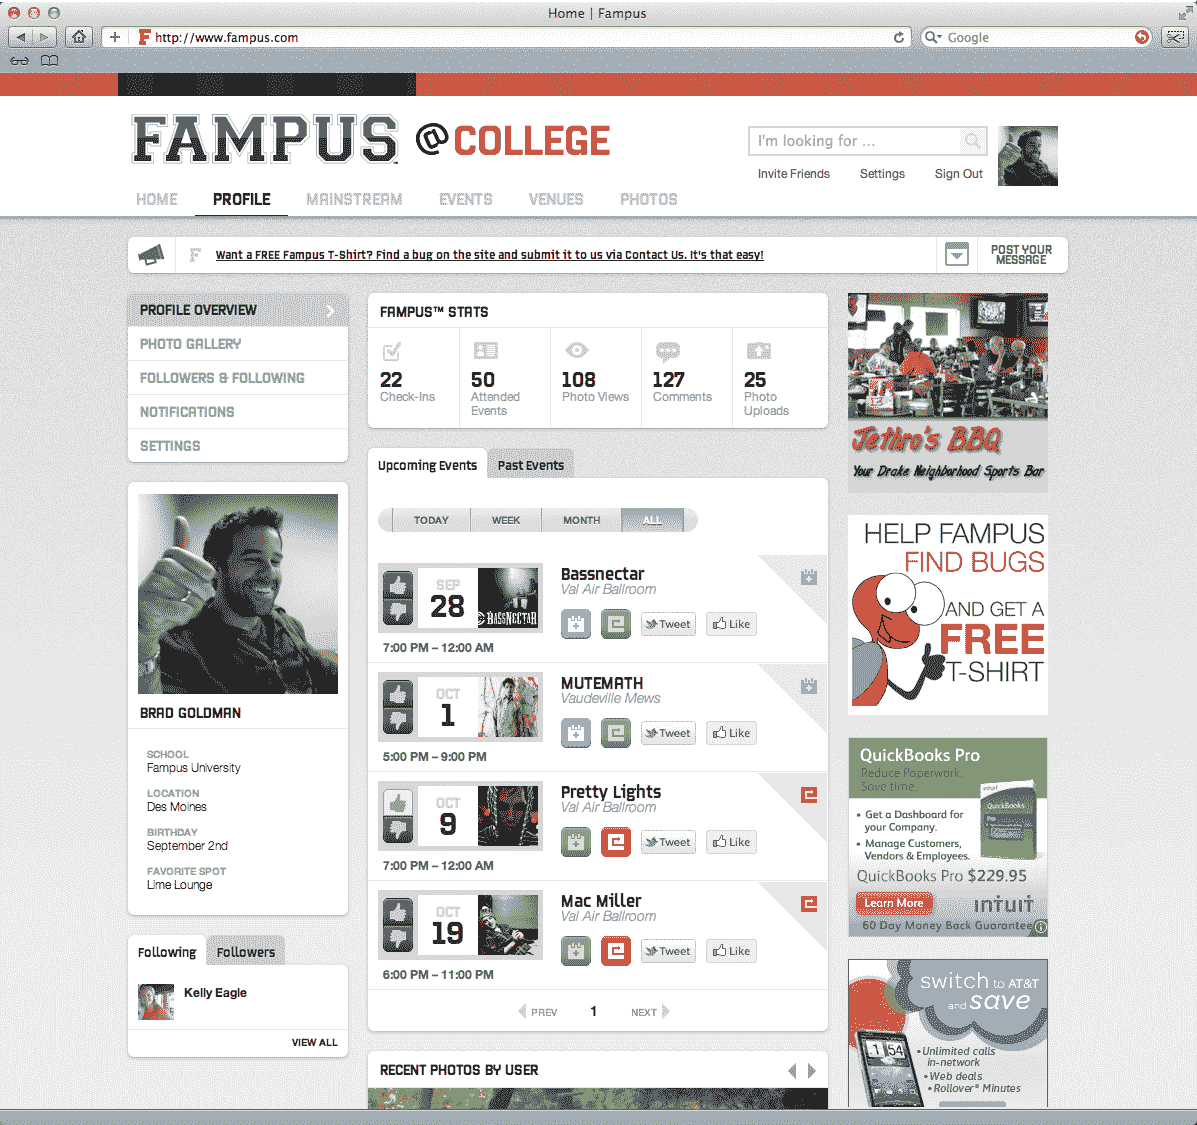 Home | Fampus
http://www.fampus.com
Google
FAMPUS @ COLLEGE
I'm looking for ...
Invite Friends
Settings
Sign Out
HOME
PROFILE
MAINSTREAM
EVENTS
VENUES
PHOTOS
Want a FREE Fampus T-Shirt? Find a bug on the site and submit it to us via Contact Us. It's that easy!
POST YOUR
MESSAGE
PROFILE OVERVIEW
PHOTO GALLERY
FOLLOWERS & FOLLOWING
NOTIFICATIONS
SETTINGS
BRAD GOLDMAN
SCHOOL
Fampus University
LOCATION
Des Moines
BIRTHDAY
September 2nd
FAVORITE SPOT
Lime Lounge
Following
Followers
Kelly Eagle
VIEW ALL
FAMPUS™ STATS
22
Check-Ins
50
Attended
Events
108
Photo Views
127
Comments
25
Photo
Uploads
Upcoming Events
Past Events
TODAY
WEEK
MONTH
ALL
SEP
28
BASSNECTAR
7:00 PM – 12:00 AM
Bassnectar
Val Air Ballroom
Tweet
Like
OCT
1
5:00 PM – 9:00 PM
MUTEMATH
Vaudeville Mews
Tweet
Like
OCT
9
7:00 PM – 12:00 AM
Pretty Lights
Val Air Ballroom
Tweet
Like
OCT
19
6:00 PM – 11:00 PM
Mac Miller
Val Air Ballroom
Tweet
Like
PREV
1
NEXT
RECENT PHOTOS BY USER
Jethro's BBQ
Your Drake Neighborhood Sports Bar
HELP FAMPUS
FIND BUGS
AND GET A
FREE
T-SHIRT
QuickBooks Pro
Reduce Paperwork.
Save time.
• Get a Dashboard for
your Company.
• Manage Customers,
Vendors & Employees.
intuit
QuickBooks
Pro
QuickBooks Pro $229.95
Learn More
intuit
60 Day Money Back Guarantee
switch to AT&T
and save
1 54
• Unlimited calls
in-network
• Web deals
• Rollover® Minutes